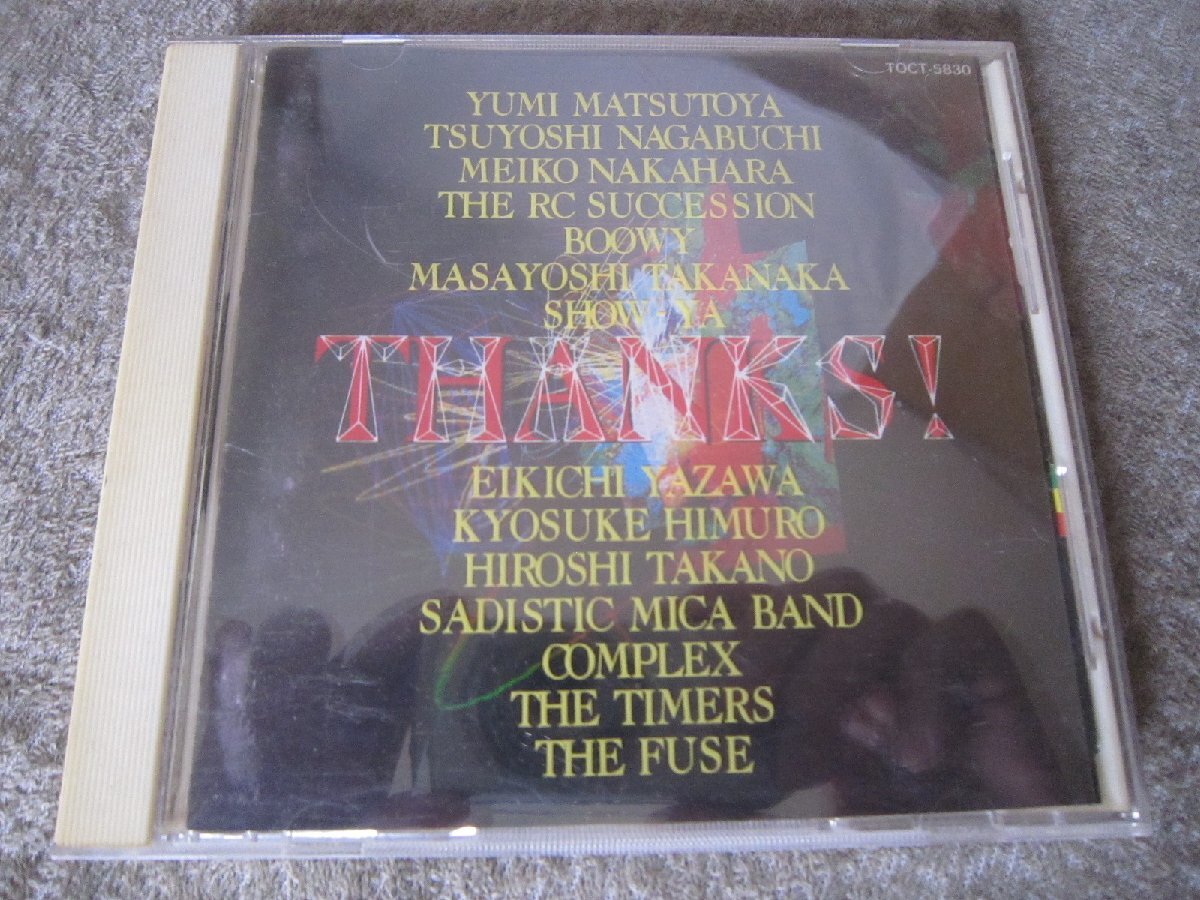 TOCT-5830
YUMI MATSUTOYA
TSUYOSHI NAGABUCHI
MEIKO NAKAHARA
THE RC SUCCESSION
BOØWY
MASAYOSHI TAKANAKA
SHOW-YA
THANKS!
EIKICHI YAZAWA
KYOSUKE HIMURO
HIROSHI TAKANO
SADISTIC MICA BAND
COMPLEX
THE TIMERS
THE FUSE